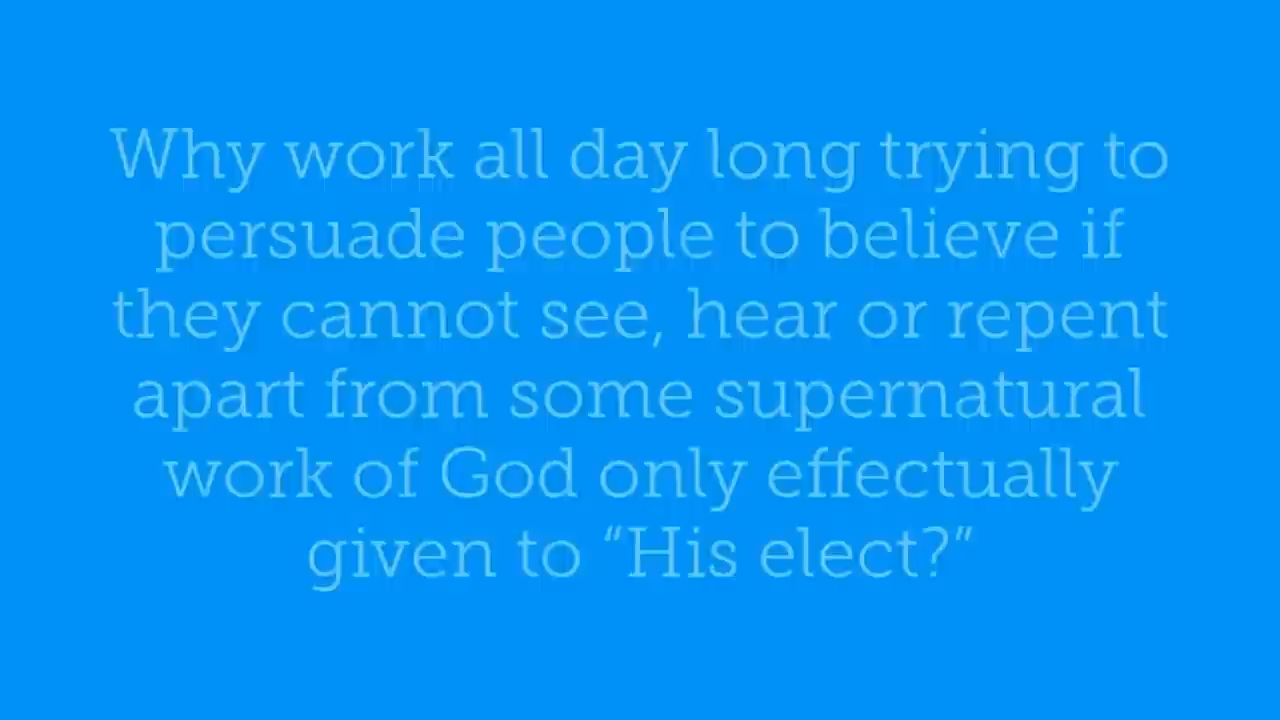 Why work all day long trying to
persuade people to believe if
they cannot see, hear or repent
apart from some supernatural
work of God only effectually
given to “His elect?”